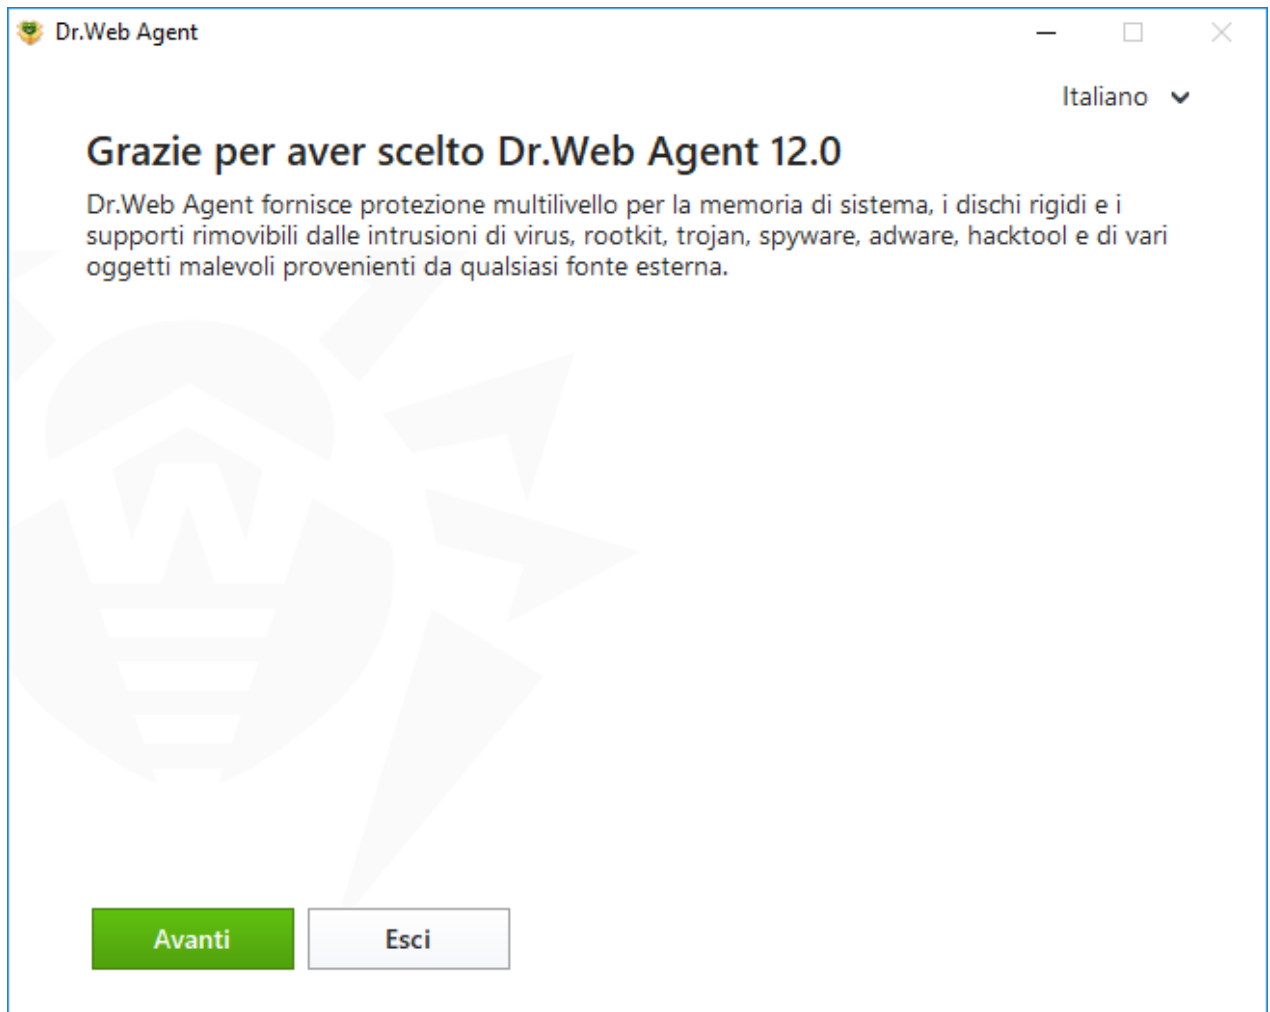 Dr.Web Agent
Italiano
Grazie per aver scelto Dr.Web Agent 12.0
Dr.Web Agent fornisce protezione multilivello per la memoria di sistema, i dischi rigidi e i
supporti rimovibili dalle intrusioni di virus, rootkit, trojan, spyware, adware, hacktool e di vari
oggetti malevoli provenienti da qualsiasi fonte esterna.
Avanti
Esci